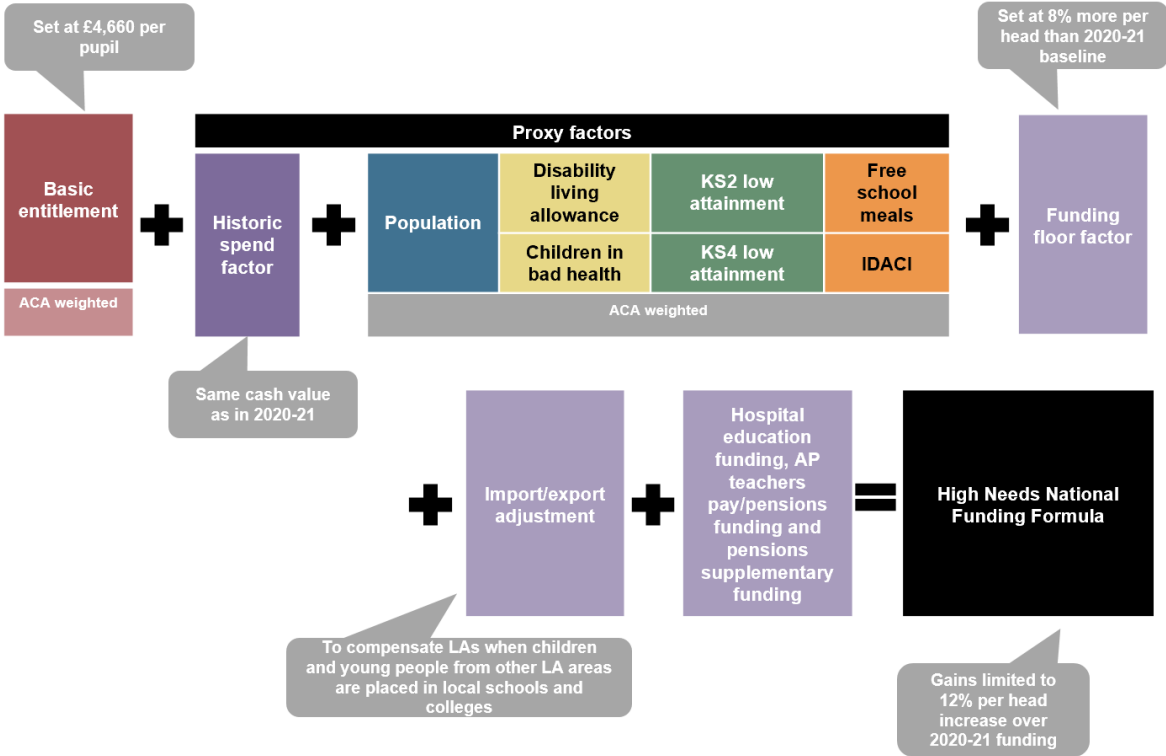 Set at £4,660 per
pupil
Set at 8% more per
head than 2020-21
baseline
Proxy factors
Basic
entitlement
ACA weighted
Historic
spend
factor
Population
Disability
living
allowance
KS2 low
attainment
Free
school
meals
Children in
bad health
KS4 low
attainment
IDACI
ACA weighted
Funding
floor factor
Same cash value
as in 2020-21
Import/export
adjustment
Hospital
education
funding, AP
teachers
pay/pensions
funding and
pensions
supplementary
funding
High Needs National
Funding Formula
To compensate LAs when children
and young people from other LA areas
are placed in local schools and
colleges
Gains limited to
12% per head
increase over
2020-21 funding